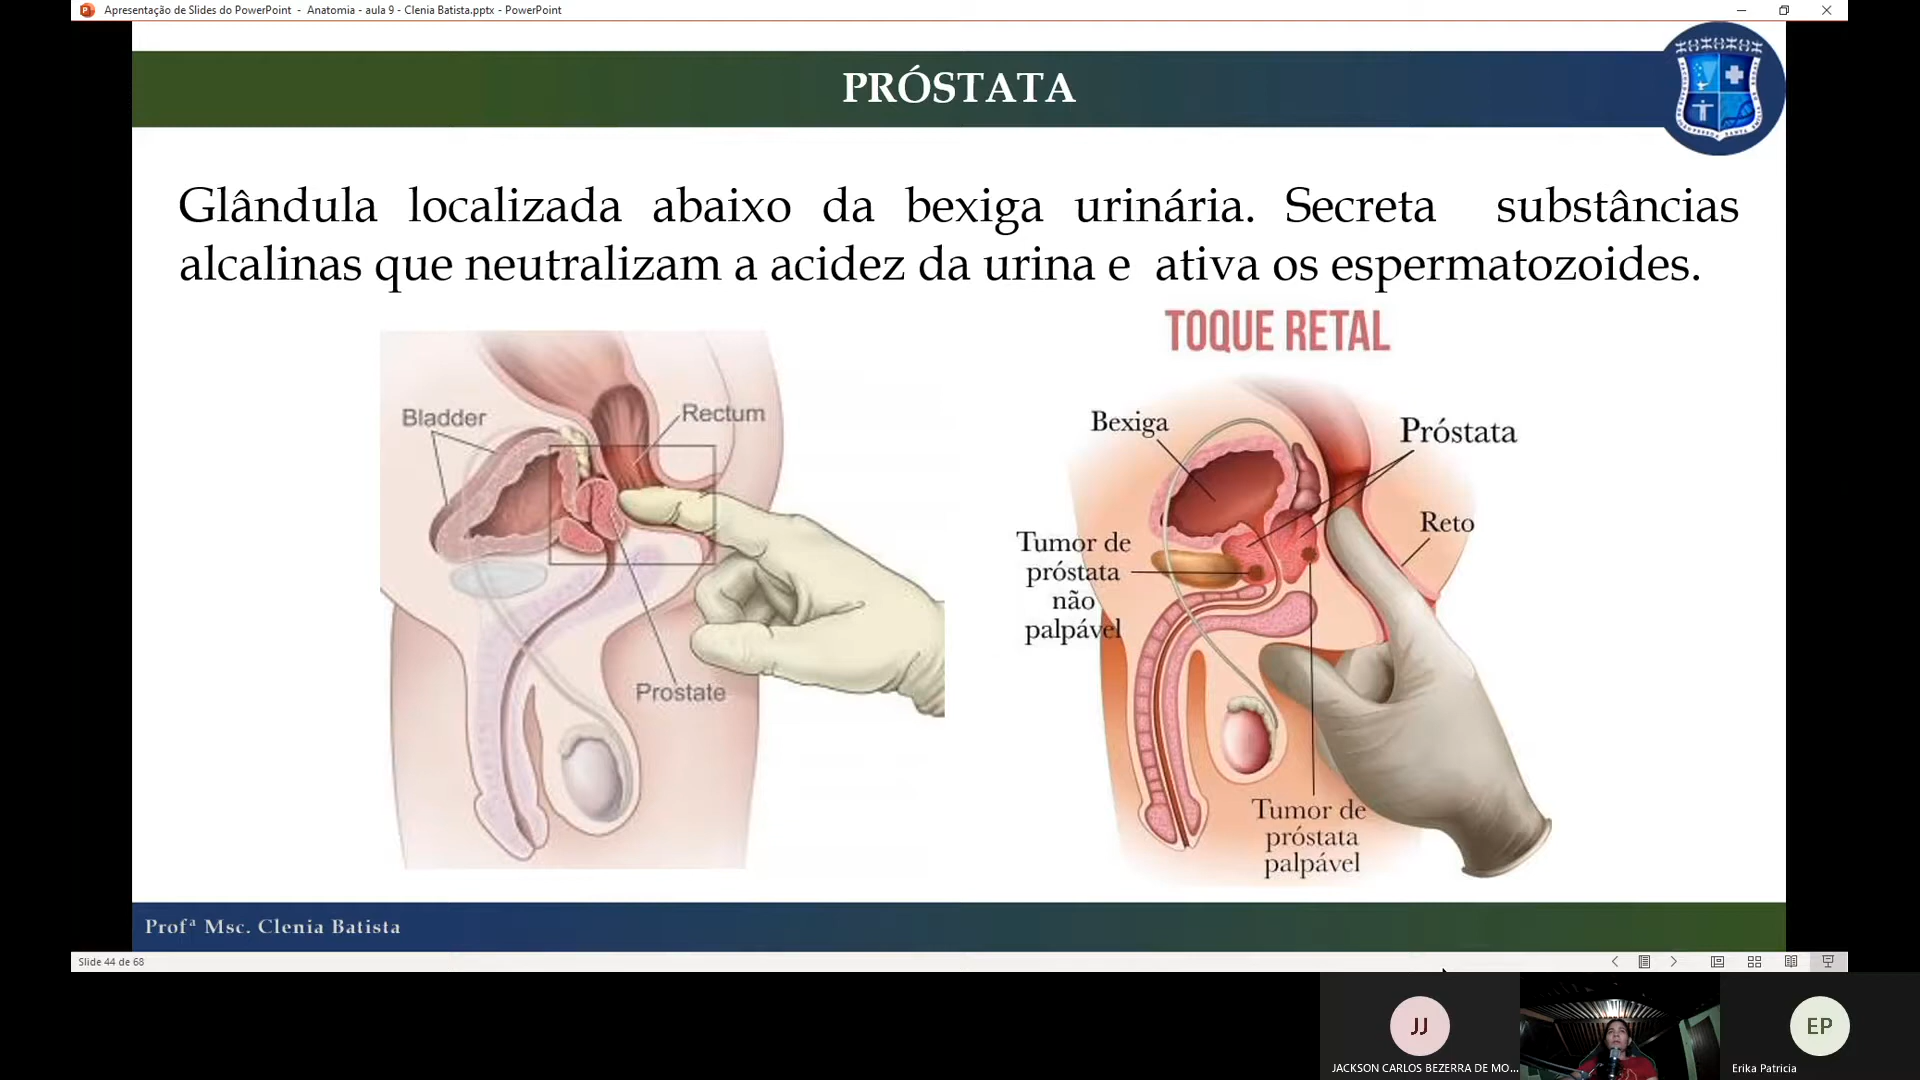 Apresentação de Slides do PowerPoint - Anatomia - aula 9 - Clenia Batista.pptx - PowerPoint
PRÓSTATA
Glândula localizada abaixo da bexiga urinária. Secreta substâncias
alcalinas que neutralizam a acidez da urina e ativa os espermatozoides.
TOQUE RETAL
Bladder
Rectum
Prostate
Bexiga
Próstata
Reto
Tumor de
próstata
não
palpável
Tumor de
próstata
palpável
Profª Msc. Clenia Batista
Slide 44 de 68
JJ
JACKSON CARLOS BEZERRA DE MO...
EP
Erika Patricia